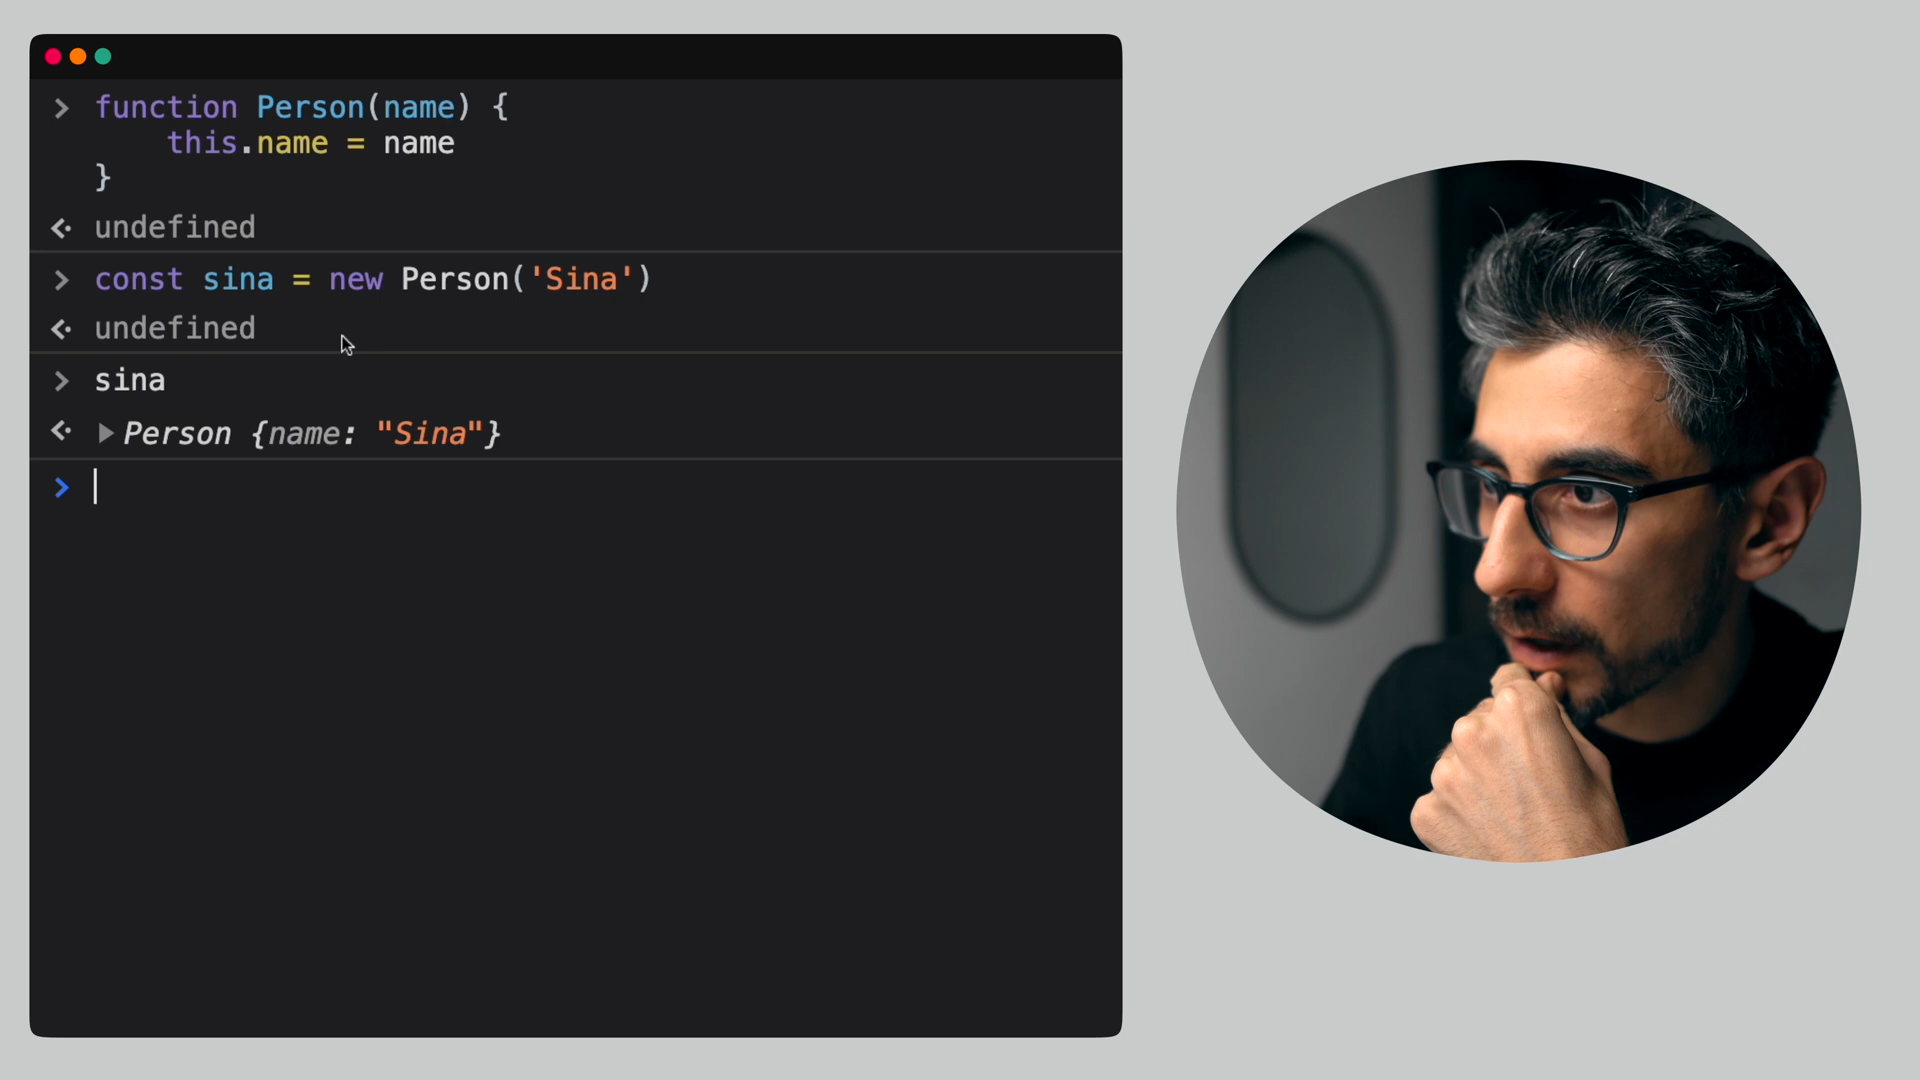 > function Person(name) {
this.name = name
}
undefined
> const sina = new Person('Sina')
undefined
> sina
Person {name: "Sina"}
>